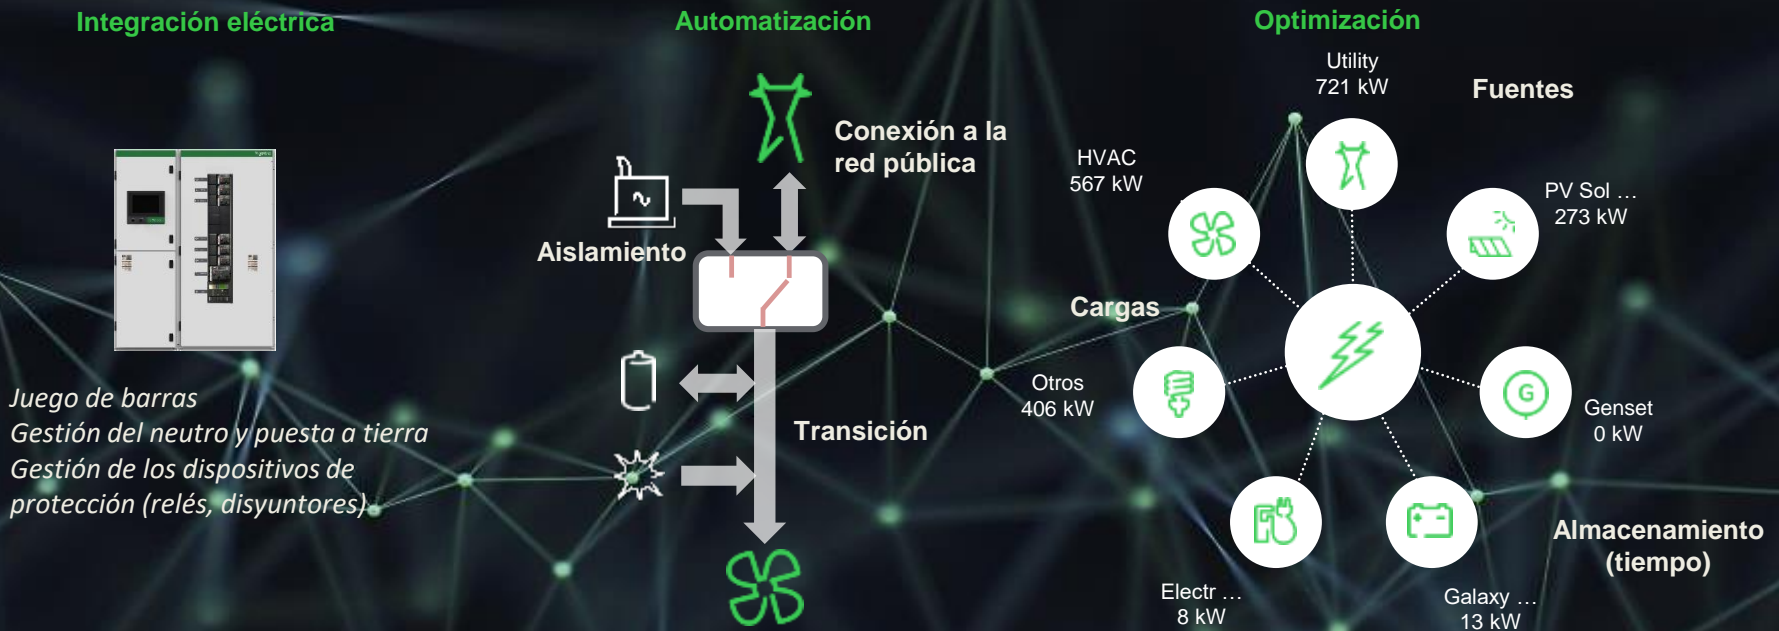 Integración eléctrica
Juego de barras
Gestión del neutro y puesta a tierra
Gestión de los dispositivos de
protección (relés, disyuntores)
Automatización
Conexión a la
red pública
Aislamiento
Transición
Optimización
Utility
721 kW
Fuentes
HVAC
567 kW
PV Sol ...
273 kW
Cargas
Otros
406 kW
G
Genset
0 kW
Electr ...
8 kW
Galaxy ...
13 kW
Almacenamiento
(tiempo)